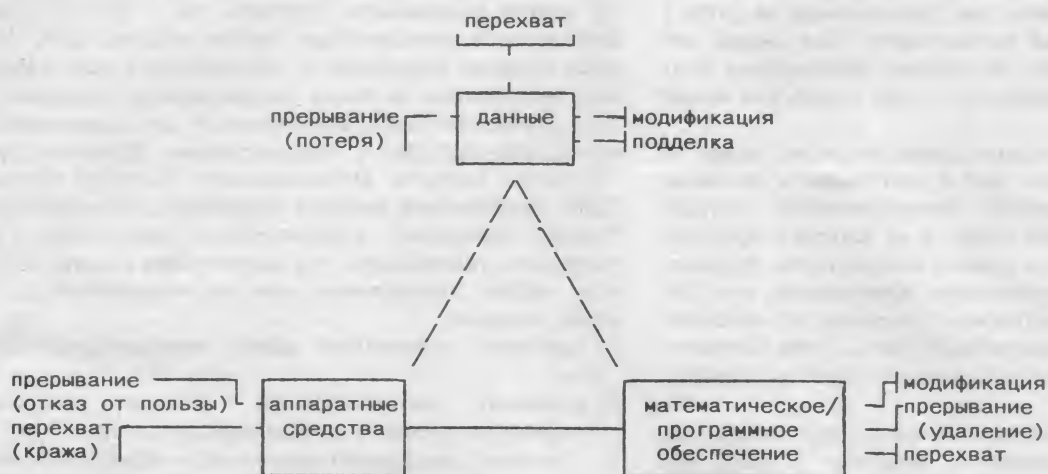 перехват
прерывание
(потеря)
данные
модификация
подделка
прерывание
(отказ от пользы)
перехват
(кража)
аппаратные
средства
математическое/
программное
обеспечение
модификация
прерывание
(удаление)
перехват